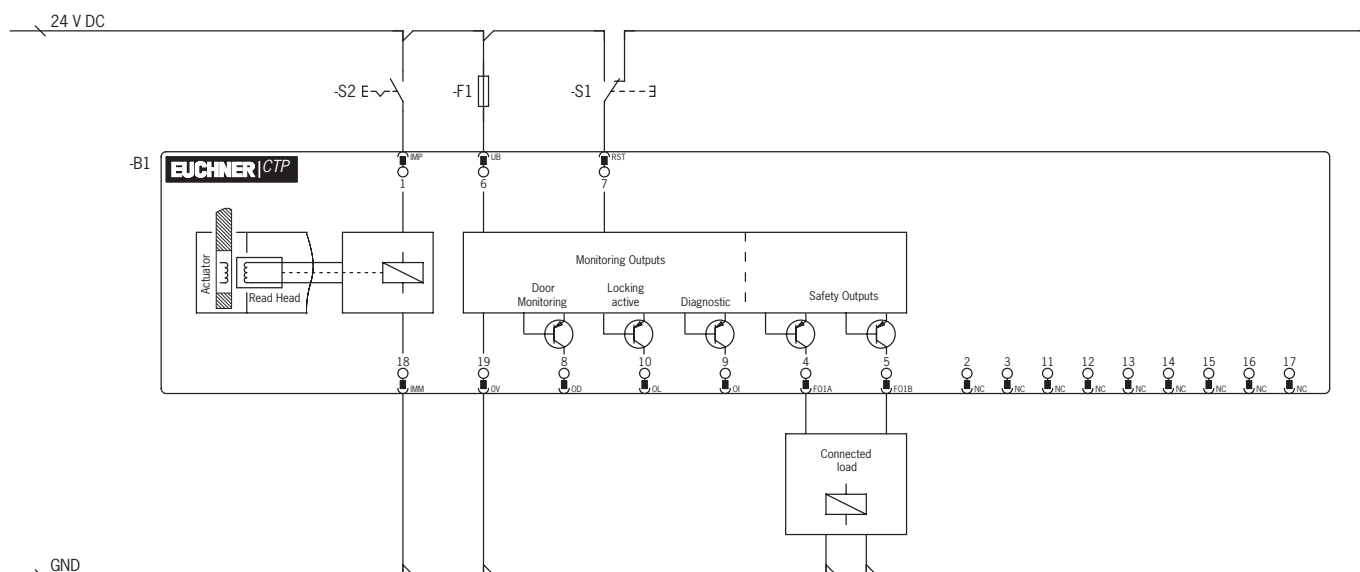 24 V DC
-S2
-F1
-S1
-B1
EUCHNER CTP
IMP
UB
RST
1
6
7
Actuator
Read Head
Monitoring Outputs
Door
Monitoring
Locking
active
Diagnostic
Safety Outputs
18
19
8
10
9
4
5
2
3
11
12
13
14
15
16
17
IMM
0V
OD
OL
OI
FO1A
FO1B
NC
NC
NC
NC
NC
NC
NC
NC
NC
Connected
load
GND